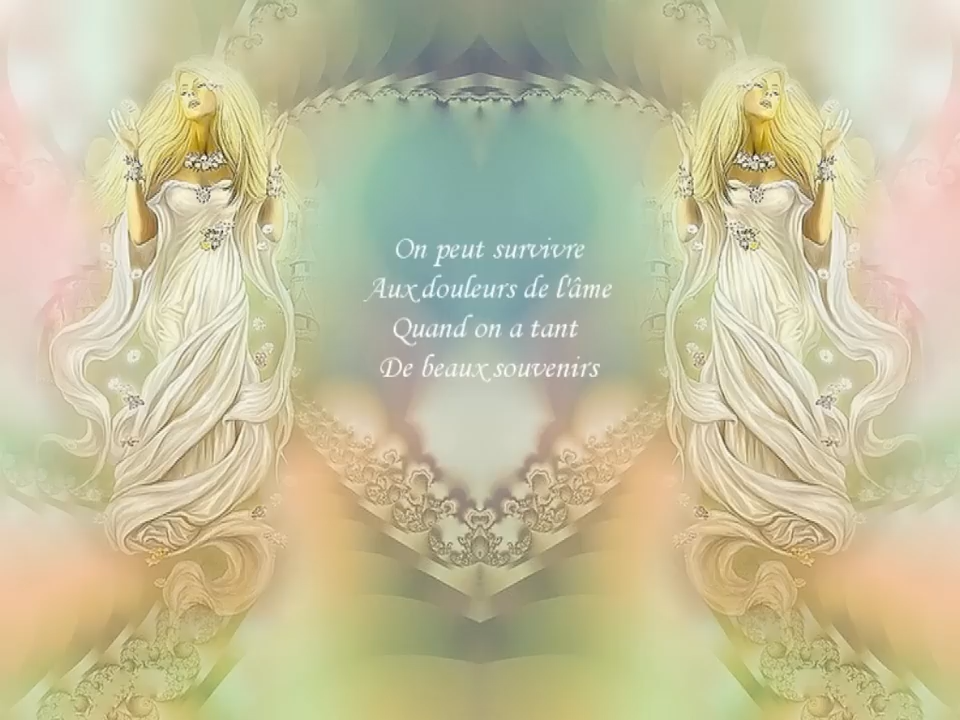 On peut survivre
Aux douleurs de l'âme
Quand on a tant
De beaux souvenirs